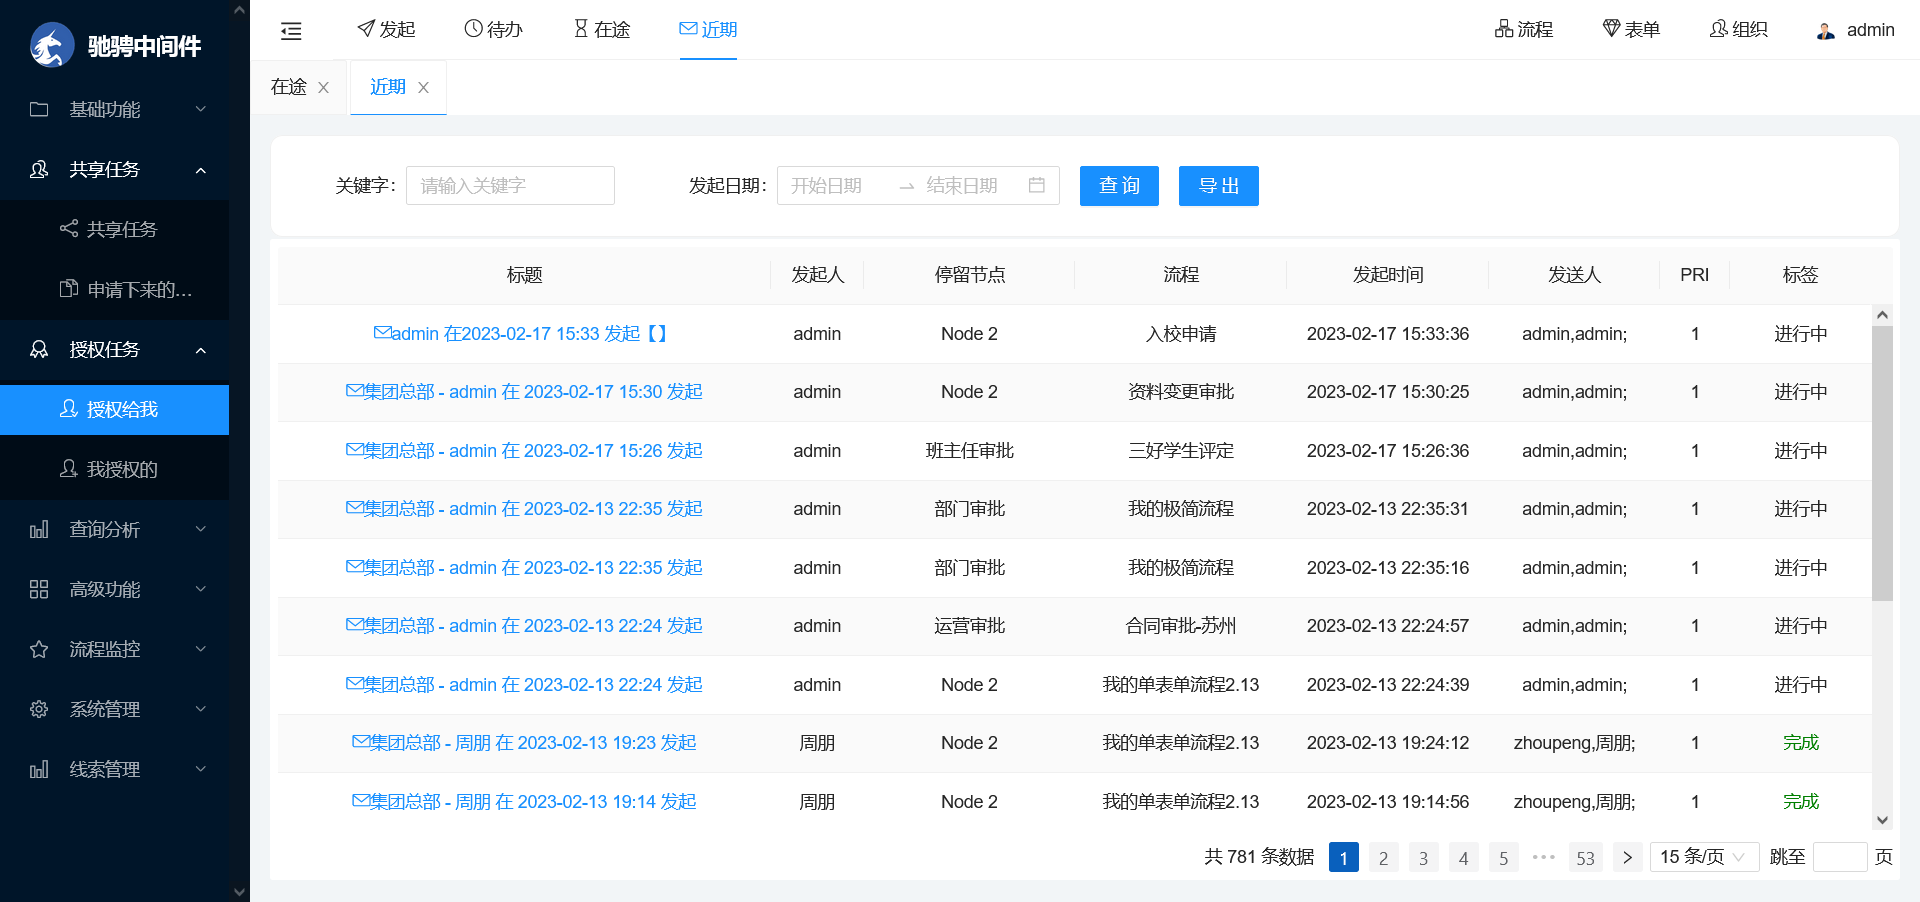 驰骋中间件
基础功能
共享任务
共享任务
申请下来的...
授权任务
授权给我
我授权的
查询分析
高级功能
流程监控
系统管理
线索管理
发起 待办 在途 近期 流程 表单 组织 admin
在途 近期
关键字: 请输入关键字 发起日期: 开始日期 → 结束日期 查询 导出
标题 发起人 停留节点 流程 发起时间 发送人 PRI 标签
admin 在2023-02-17 15:33 发起【】 admin Node 2 入校申请 2023-02-17 15:33:36 admin,admin; 1 进行中
集团总部 - admin 在 2023-02-17 15:30 发起 admin Node 2 资料变更审批 2023-02-17 15:30:25 admin,admin; 1 进行中
集团总部 - admin 在 2023-02-17 15:26 发起 admin 班主任审批 三好学生评定 2023-02-17 15:26:36 admin,admin; 1 进行中
集团总部 - admin 在 2023-02-13 22:35 发起 admin 部门审批 我的极简流程 2023-02-13 22:35:31 admin,admin; 1 进行中
集团总部 - admin 在 2023-02-13 22:35 发起 admin 部门审批 我的极简流程 2023-02-13 22:35:16 admin,admin; 1 进行中
集团总部 - admin 在 2023-02-13 22:24 发起 admin 运营审批 合同审批-苏州 2023-02-13 22:24:57 admin,admin; 1 进行中
集团总部 - admin 在 2023-02-13 22:24 发起 admin Node 2 我的单表单流程2.13 2023-02-13 22:24:39 admin,admin; 1 进行中
集团总部 - 周朋 在 2023-02-13 19:23 发起 周朋 Node 2 我的单表单流程2.13 2023-02-13 19:24:12 zhoupeng,周朋; 1 完成
集团总部 - 周朋 在 2023-02-13 19:14 发起 周朋 Node 2 我的单表单流程2.13 2023-02-13 19:14:56 zhoupeng,周朋; 1 完成
共 781 条数据 1 2 3 4 5 ••• 53 > 15 条/页 跳至 页